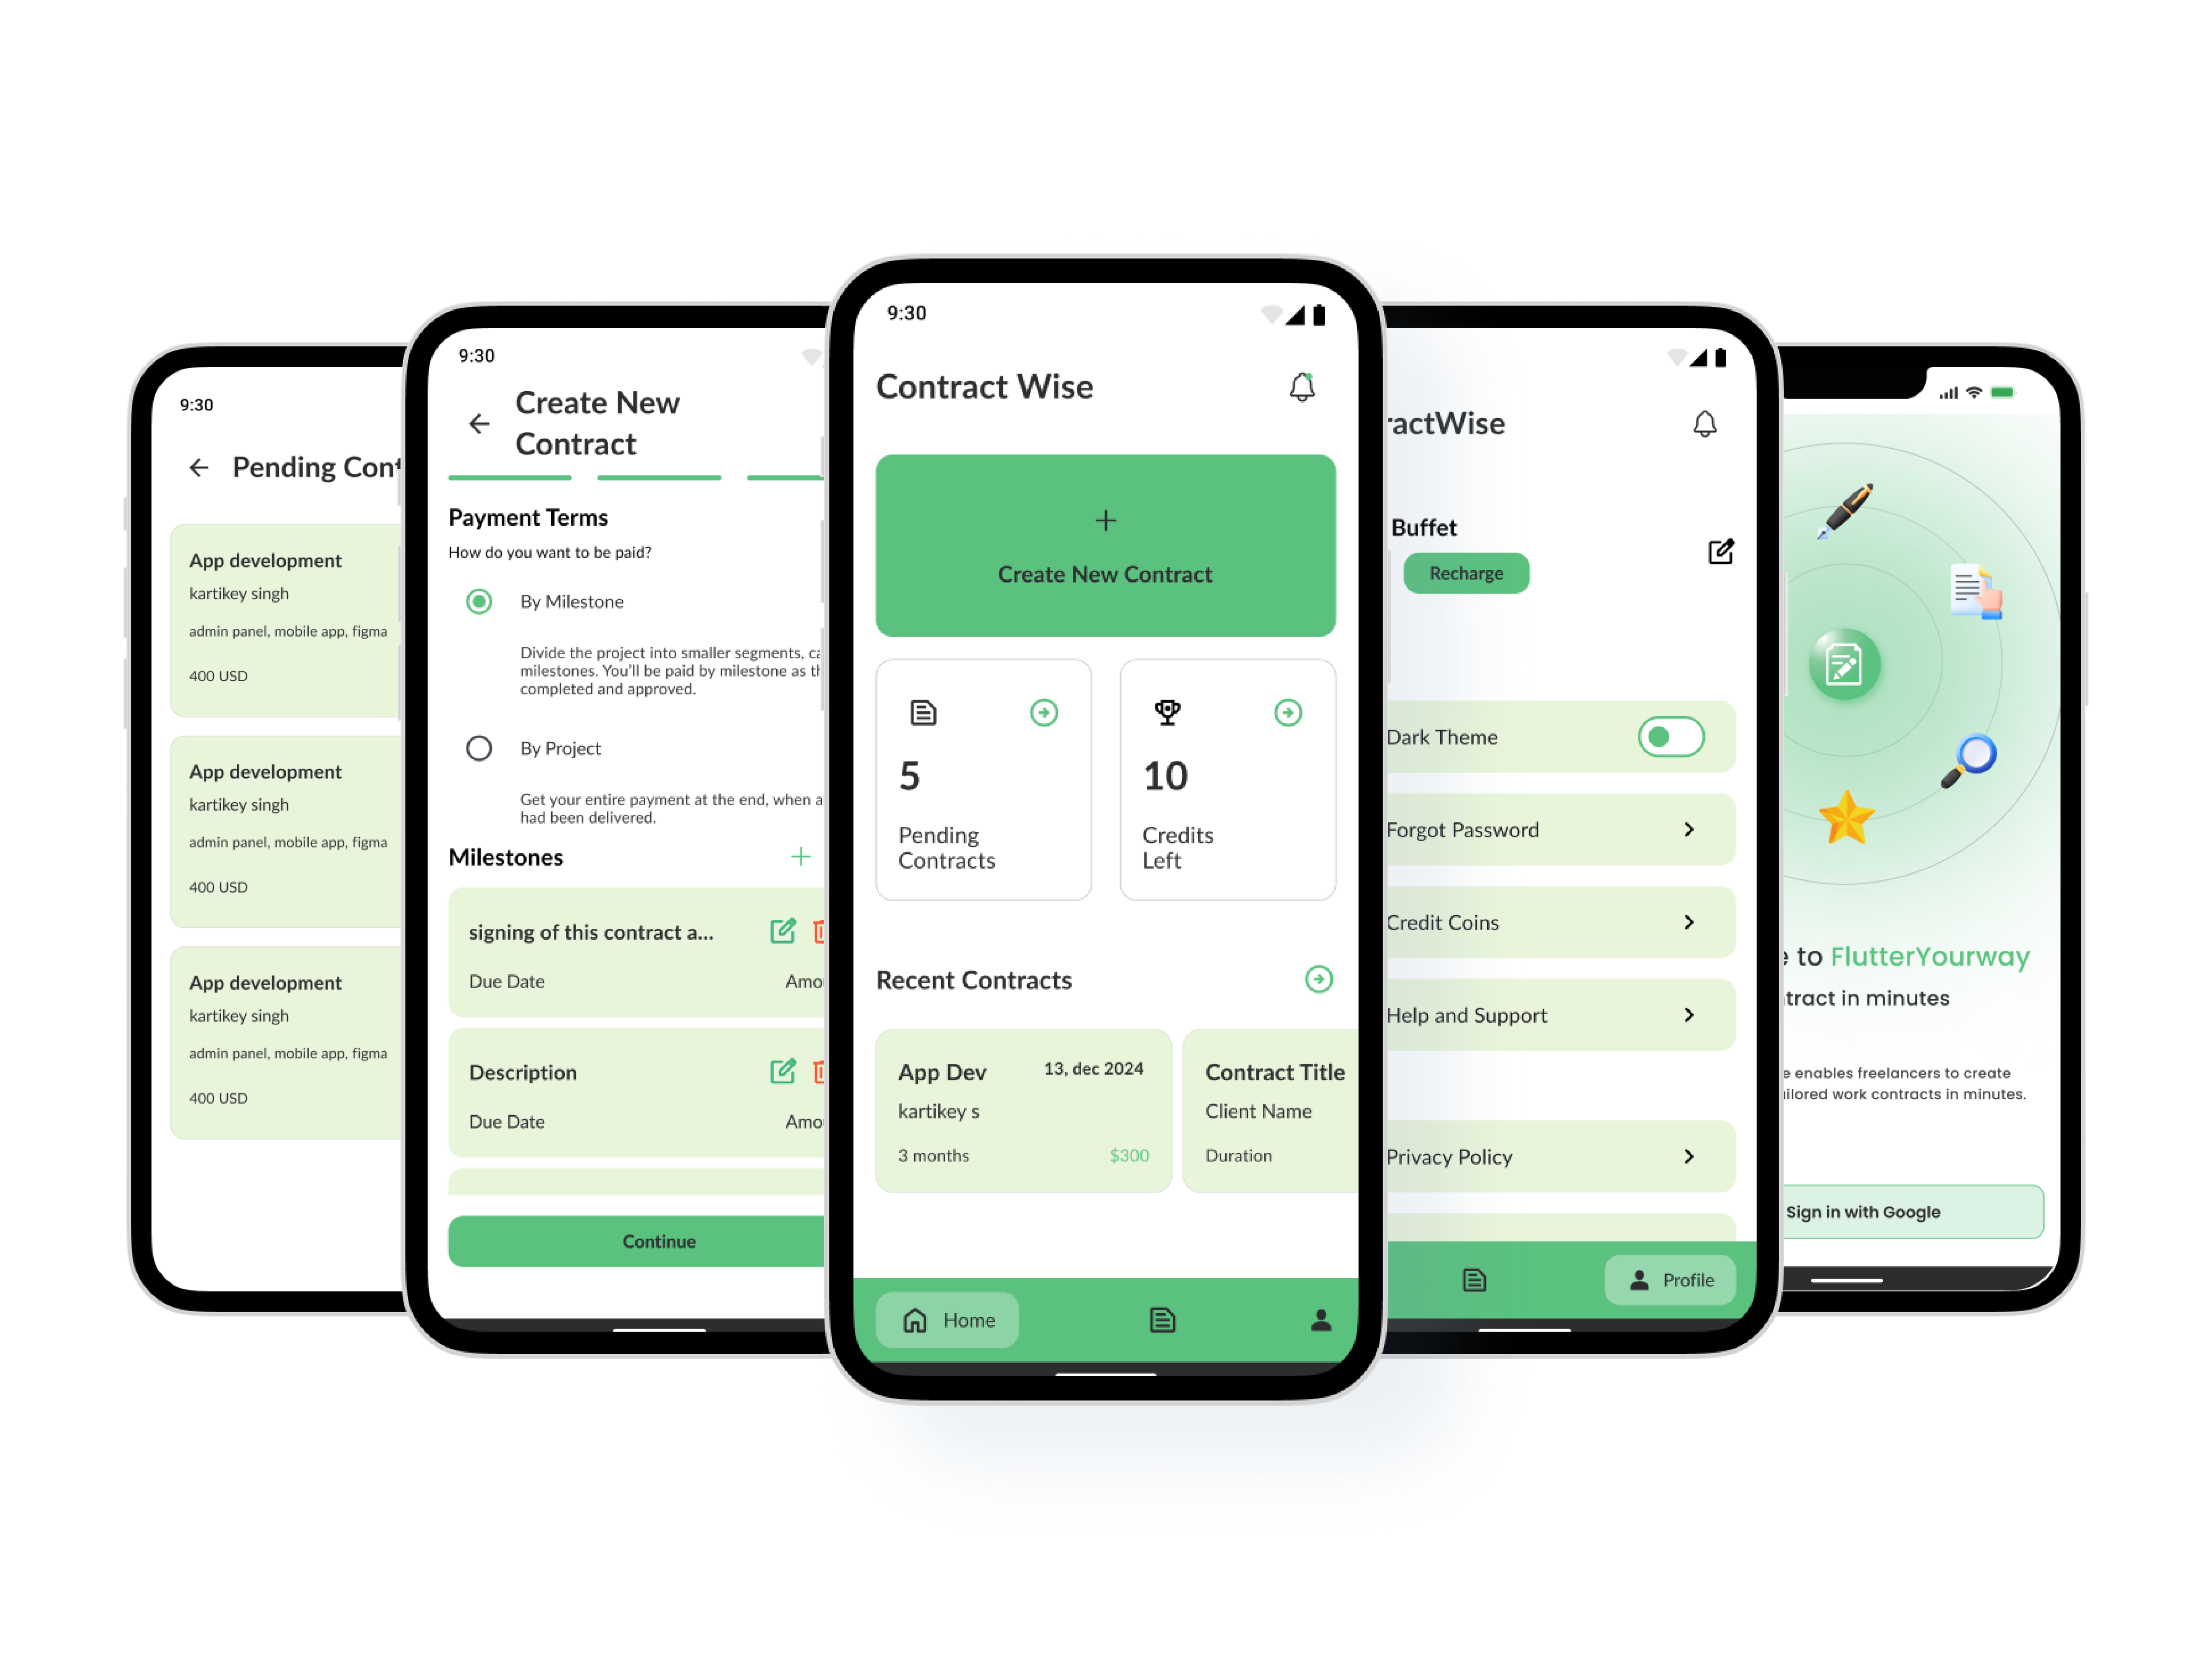 9:30
Pending Con
App development
kartikey singh
admin panel, mobile app, figma
400 USD
App development
kartikey singh
admin panel, mobile app, figma
400 USD
App development
kartikey singh
admin panel, mobile app, figma
400 USD
9:30
Create New
Contract
Payment Terms
How do you want to be paid?
By Milestone
Divide the project into smaller segments, ca
milestones. You'll be paid by milestone as th
completed and approved.
By Project
Get your entire payment at the end, when a
had been delivered.
Milestones
signing of this contract a...
Due Date Amo
Description
Due Date Amo
Continue
9:30
Contract Wise
Create New Contract
5
Pending
Contracts
10
Credits
Left
Recent Contracts
App Dev 13, dec 2024
kartikey s
3 months $300
Contract Title
Client Name
Duration
Home
ractWise
Buffet
Recharge
Dark Theme
Forgot Password
Credit Coins
Help and Support
Privacy Policy
Profile
e to FlutterYourway
tract in minutes
e enables freelancers to create
ilored work contracts in minutes.
Sign in with Google